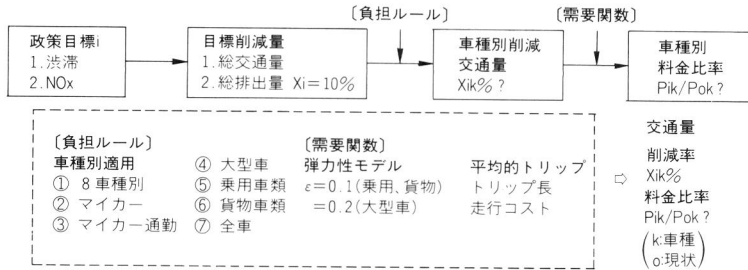 〔負担ルール〕
〔需要関数〕
政策目標i
1.渋滞
2.NOx
目標削減量
1.総交通量
2.総排出量 Xi=10%
車種別削減
交通量
Xik%?
車種別
料金比率
Pik/Pok?
〔負担ルール〕
車種別適用
① 8車種別
② マイカー
③ マイカー通勤
④ 大型車
⑤ 乗用車類
⑥ 貨物車類
⑦ 全車
〔需要関数〕
弾力性モデル
ε=0.1(乗用、貨物)
=0.2(大型車)
平均的トリップ
トリップ長
走行コスト
⇨
交通量
削減率
Xik%
料金比率
Pik/Pok?
(k:車種
o:現状)